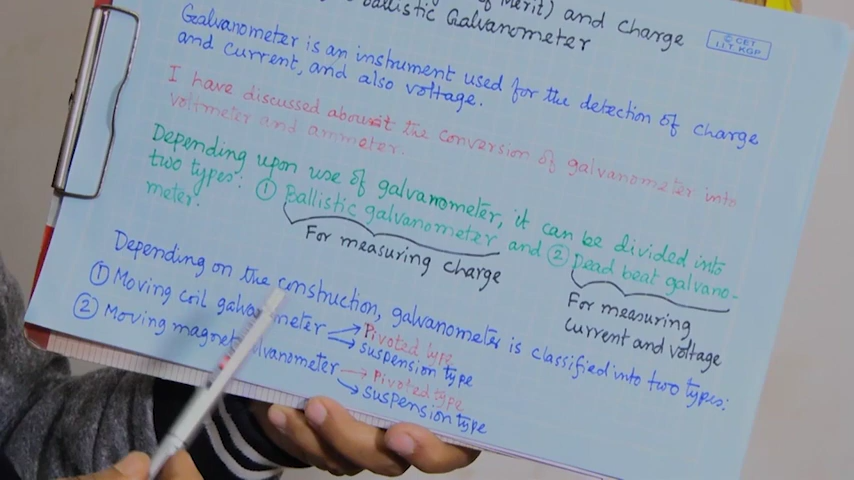 of Merit) and charge
ballistic Galvanometer
© CET
I.I.T. KGP
Galvanometer is an instrument used for the detection of charge
and current, and also voltage.
I have discussed about the conversion of galvanometer into
voltmeter and ammeter.
Depending upon use of galvanometer, it can be divided into
two types: ① Ballistic galvanometer and ② Dead beat galvano-
meter.
For measuring charge
For measuring
current and voltage
Depending on the construction, galvanometer is classified into two types:
① Moving coil galvanometer → Pivoted type
→ Suspension type
② Moving magnet galvanometer → Pivoted type
→ Suspension type